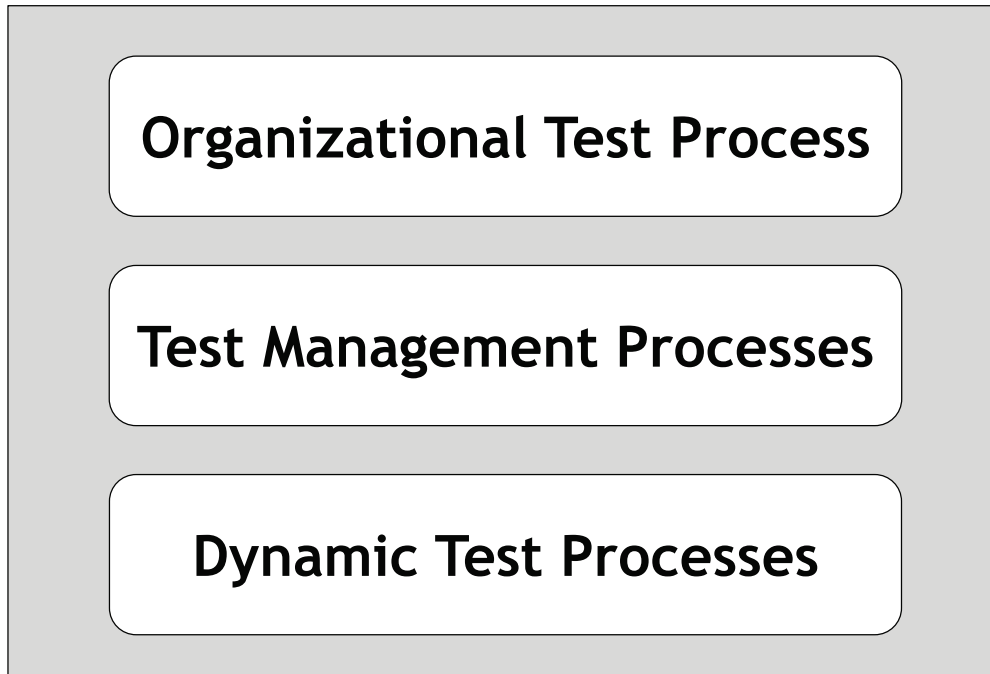 Organizational Test Process
Test Management Processes
Dynamic Test Processes